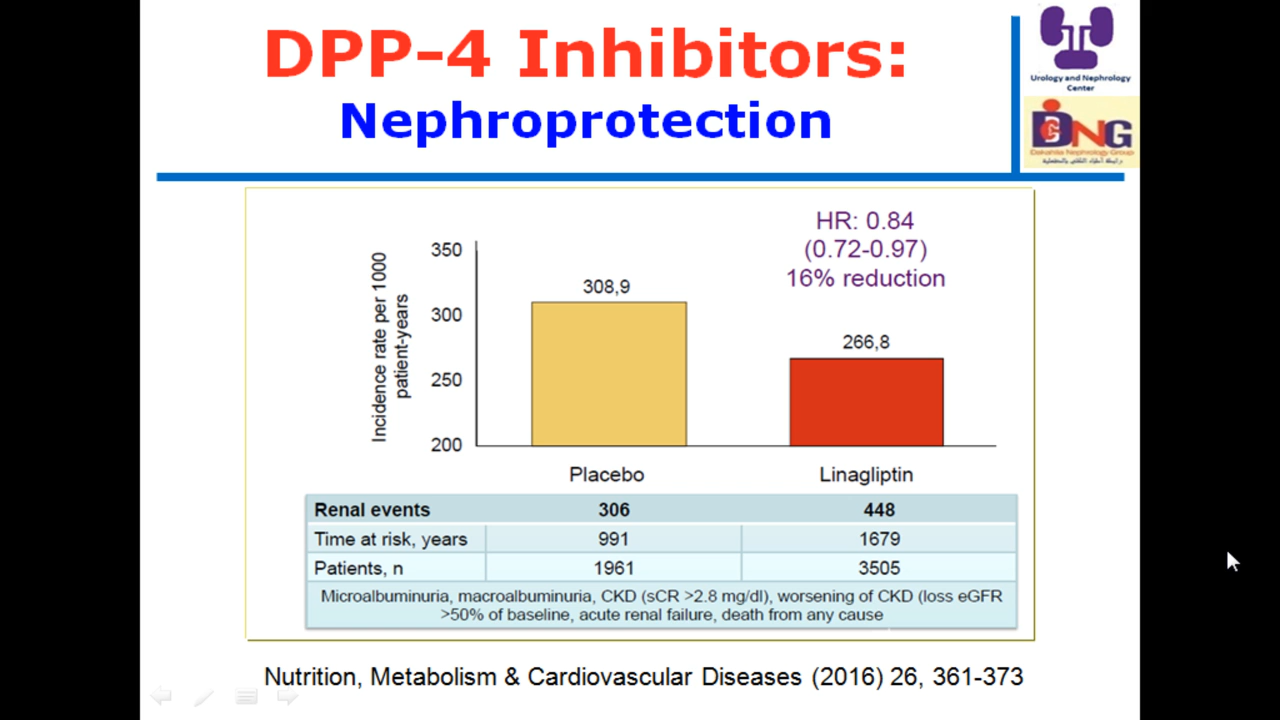 DPP-4 Inhibitors:
Nephroprotection
Urology and Nephrology
Center
DNG
Dakahlia Nephrology Group
HR: 0.84
(0.72-0.97)
16% reduction
Incidence rate per 1000
patient-years
350
300
250
200
308,9
266,8
Placebo Linagliptin
Renal events 306 448
Time at risk, years 991 1679
Patients, n 1961 3505
Microalbuminuria, macroalbuminuria, CKD (sCR >2.8 mg/dl), worsening of CKD (loss eGFR
>50% of baseline, acute renal failure, death from any cause
Nutrition, Metabolism & Cardiovascular Diseases (2016) 26, 361-373